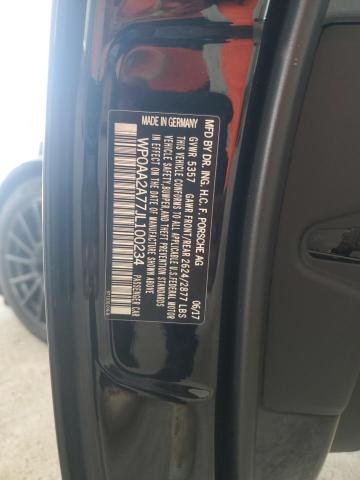 MFD BY DR. ING. H.C. F. PORSCHE AG
MADE IN GERMANY 06/17
GVWR 5357 GAWR FRONT/REAR 2624/2877 LBS
THIS VEHICLE CONFORMS TO ALL APPLICABLE U.S.FEDERAL MOTOR
VEHICLE SAFETY,BUMPER,AND THEFT PREVENTION STANDARDS
IN EFFECT ON THE DATE OF MANUFACTURE SHOWN ABOVE
WP0AA2A77JL100234 PASSENGER CAR